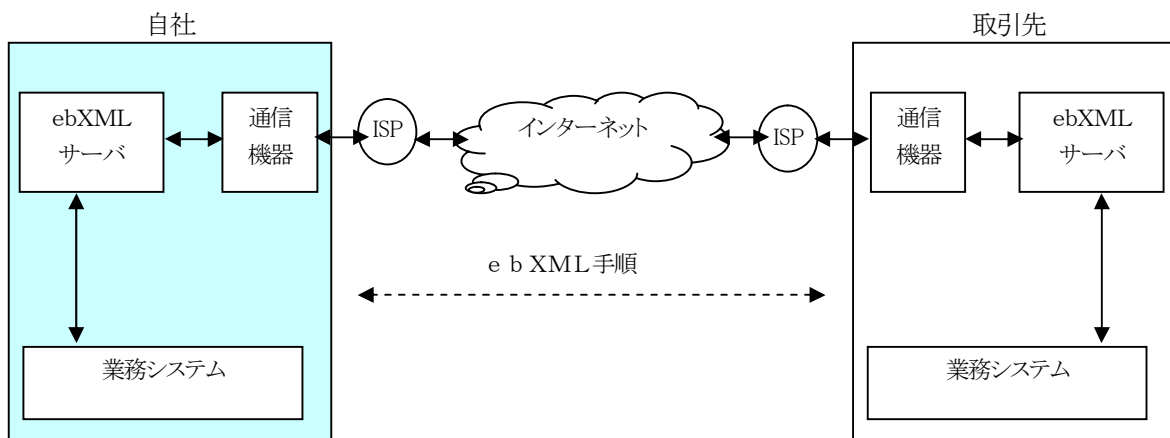 自社
取引先
ebXML
サーバ
通信
機器
ISP
インターネット
ISP
通信
機器
ebXML
サーバ
ｅｂXML手順
業務システム
業務システム